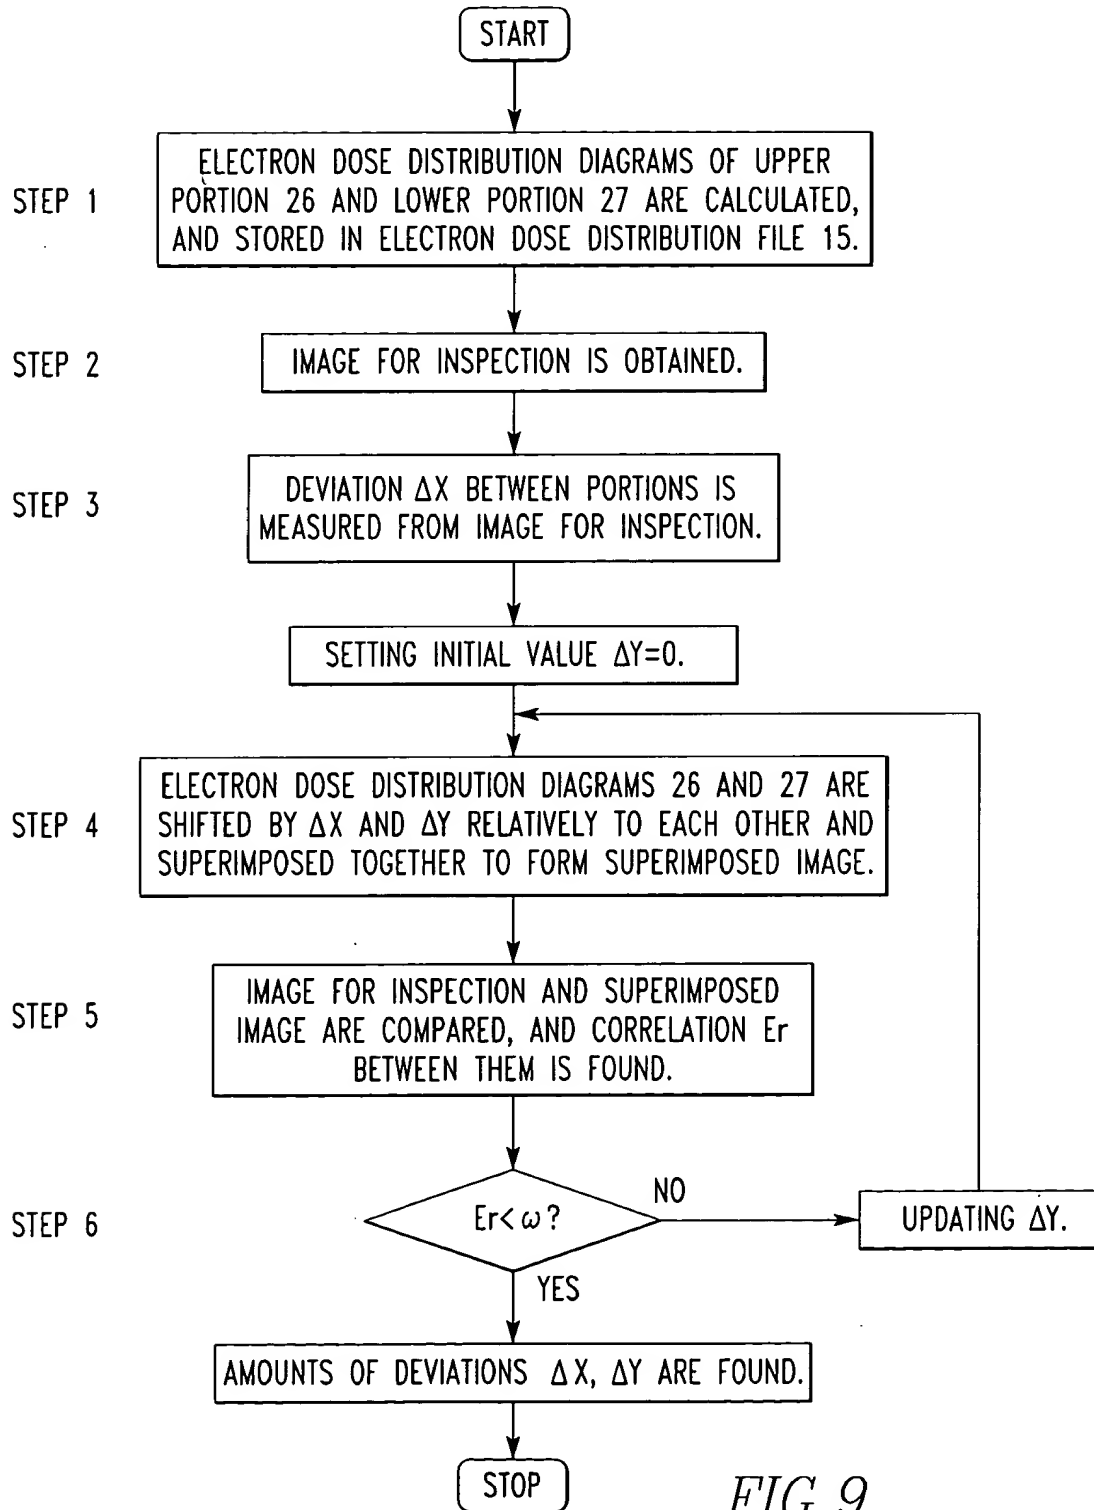 START
STEP 1
ELECTRON DOSE DISTRIBUTION DIAGRAMS OF UPPER
PORTION 26 AND LOWER PORTION 27 ARE CALCULATED,
AND STORED IN ELECTRON DOSE DISTRIBUTION FILE 15.
STEP 2
IMAGE FOR INSPECTION IS OBTAINED.
STEP 3
DEVIATION ΔX BETWEEN PORTIONS IS
MEASURED FROM IMAGE FOR INSPECTION.
SETTING INITIAL VALUE ΔY=0.
STEP 4
ELECTRON DOSE DISTRIBUTION DIAGRAMS 26 AND 27 ARE
SHIFTED BY ΔX AND ΔY RELATIVELY TO EACH OTHER AND
SUPERIMPOSED TOGETHER TO FORM SUPERIMPOSED IMAGE.
STEP 5
IMAGE FOR INSPECTION AND SUPERIMPOSED
IMAGE ARE COMPARED, AND CORRELATION Er
BETWEEN THEM IS FOUND.
STEP 6
Er<ω?
NO
UPDATING ΔY.
YES
AMOUNTS OF DEVIATIONS ΔX, ΔY ARE FOUND.
STOP
FIG. 9